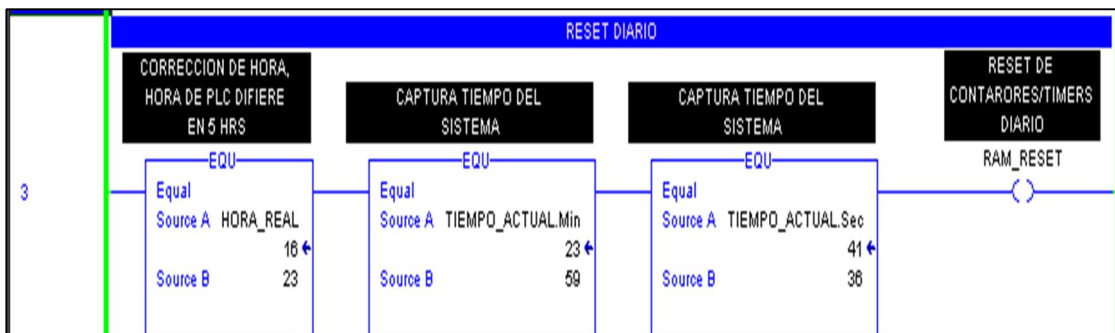 RESET DIARIO
CORRECCION DE HORA,
HORA DE PLC DIFIERE
EN 5 HRS
CAPTURA TIEMPO DEL
SISTEMA
CAPTURA TIEMPO DEL
SISTEMA
RESET DE
CONTARORES/TIMERS
DIARIO
3
EQU
Equal
Source A HORA_REAL
16
Source B 23
EQU
Equal
Source A TIEMPO_ACTUAL.Min
23
Source B 59
EQU
Equal
Source A TIEMPO_ACTUAL.Sec
41
Source B 36
RAM_RESET